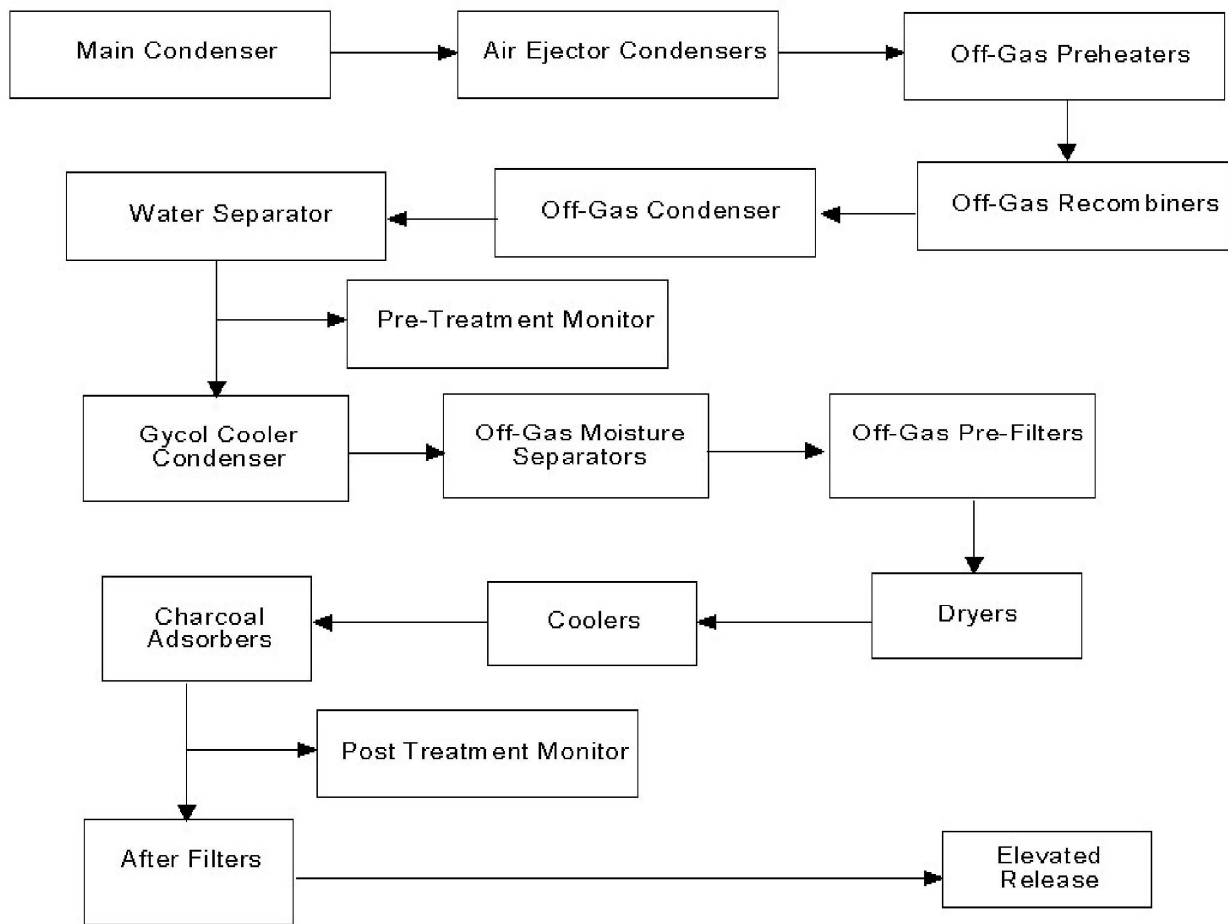 Main Condenser
Air Ejector Condensers
Off-Gas Preheaters
Water Separator
Off-Gas Condenser
Off-Gas Recombiners
Pre-Treatment Monitor
Gycol Cooler
Condenser
Off-Gas Moisture
Separators
Off-Gas Pre-Filters
Charcoal
Adsorbers
Coolers
Dryers
Post Treatment Monitor
After Filters
Elevated
Release